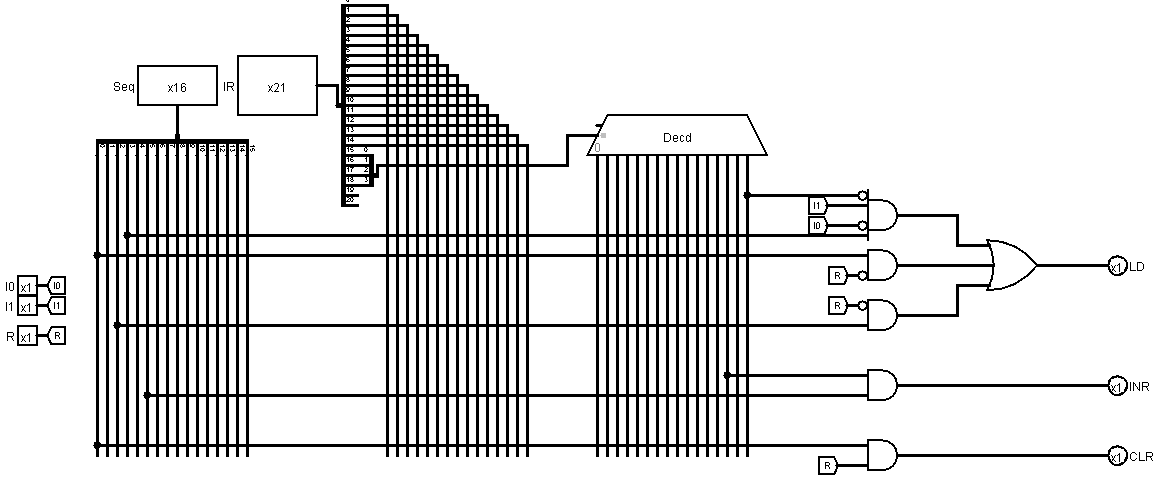 Seq
x16
IR
x21
1
2
3
4
5
6
7
8
9
10
11
12
13
14
15 0
16 1
17 2
18 3
19
20
Decd
0
0 1 2 3 4 5 6 7 8 9 10 11 12 13 14 15
I1
I0
R
R
LD
x1
I0 x1 I0
I1 x1 I1
R x1 R
x1 INR
R
x1 CLR